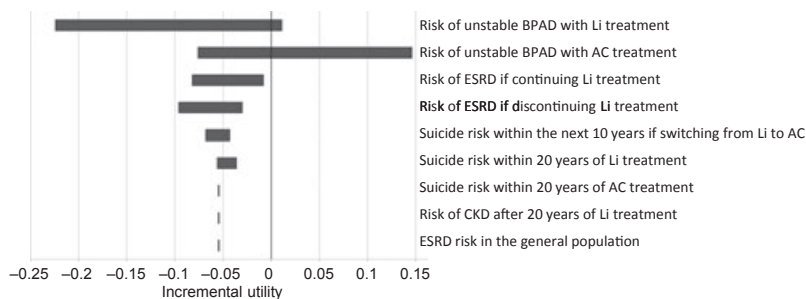 Risk of unstable BPAD with Li treatment
Risk of unstable BPAD with AC treatment
Risk of ESRD if continuing Li treatment
Risk of ESRD if discontinuing Li treatment
Suicide risk within the next 10 years if switching from Li to AC
Suicide risk within 20 years of Li treatment
Suicide risk within 20 years of AC treatment
Risk of CKD after 20 years of Li treatment
ESRD risk in the general population
–0.25 –0.2 –0.15 –0.1 –0.05 0 0.05 0.1 0.15
Incremental utility